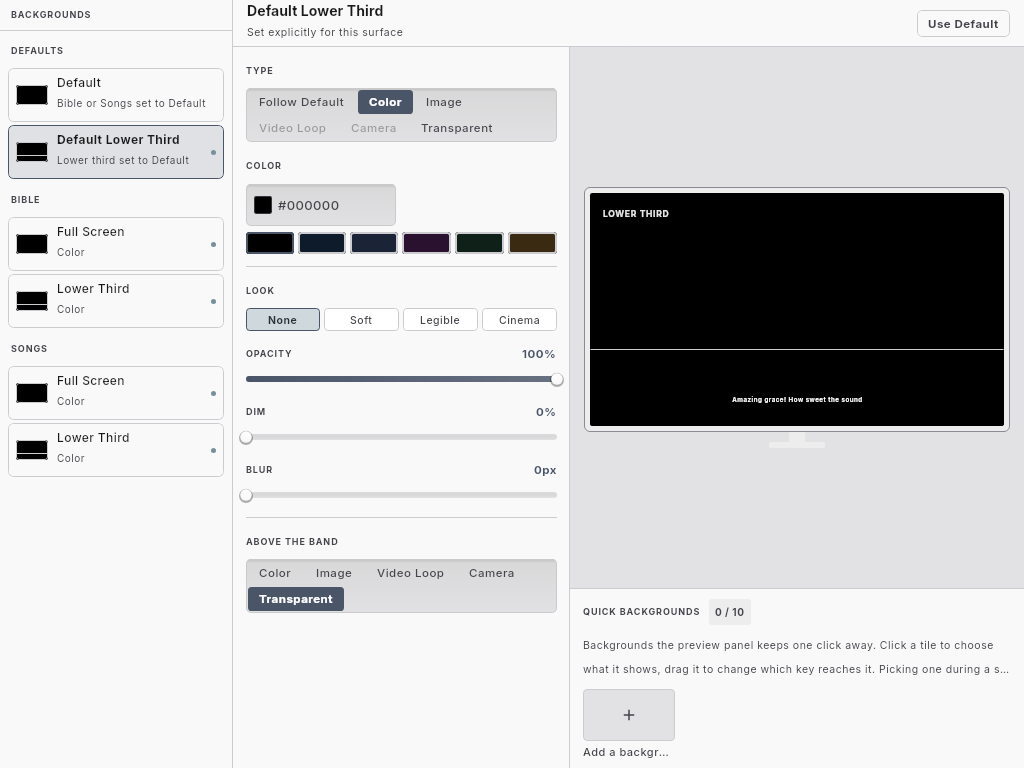 BACKGROUNDS
DEFAULTS
Default
Bible or Songs set to Default
Default Lower Third
Lower third set to Default
BIBLE
Full Screen
Color
Lower Third
Color
SONGS
Full Screen
Color
Lower Third
Color
Default Lower Third
Set explicitly for this surface
Use Default
TYPE
Follow Default Color Image
Video Loop Camera Transparent
COLOR
#000000
LOOK
None Soft Legible Cinema
OPACITY 100%
DIM 0%
BLUR 0px
ABOVE THE BAND
Color Image Video Loop Camera
Transparent
LOWER THIRD
Amazing grace! How sweet the sound
QUICK BACKGROUNDS 0 / 10
Backgrounds the preview panel keeps one click away. Click a tile to choose
what it shows, drag it to change which key reaches it. Picking one during a s...
+
Add a backgr...